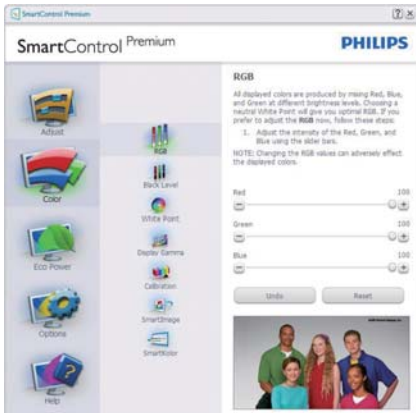 SmartControl Premium
SmartControl Premium
PHILIPS
Adjust
Color
Eco Power
Options
Help
RGB
Black Level
White Point
Display Gamma
Calibration
SmartImage
SmartKolor
RGB
All displayed colors are produced by mixing Red, Blue,
and Green at different brightness levels. Choosing a
neutral White Point will give you optimal RGB. If you
prefer to adjust the RGB now, follow these steps:
1. Adjust the intensity of the Red, Green, and
Blue using the slider bars.
NOTE: Changing the RGB values can adversely effect
the displayed colors.
Red 100
Green 100
Blue 100
Undo Reset